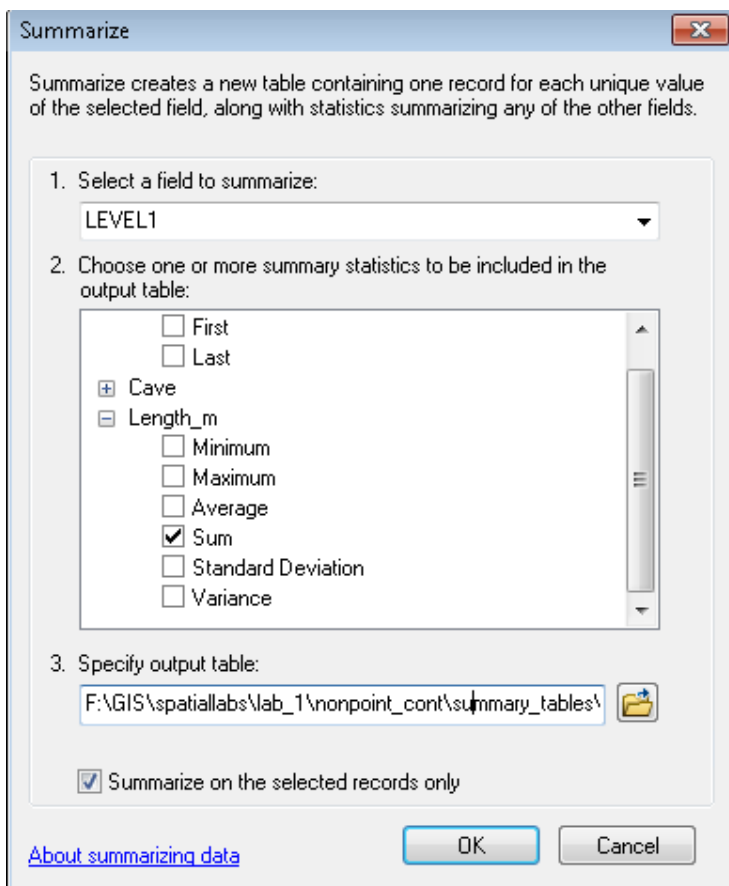 Summarize
Summarize creates a new table containing one record for each unique value
of the selected field, along with statistics summarizing any of the other fields.
1. Select a field to summarize:
LEVEL1
2. Choose one or more summary statistics to be included in the
output table:
First
Last
Cave
Length_m
Minimum
Maximum
Average
Sum
Standard Deviation
Variance
3. Specify output table:
F:\GIS\spatiallabs\lab_1\nonpoint_cont\summary_tables\
Summarize on the selected records only
About summarizing data
OK
Cancel